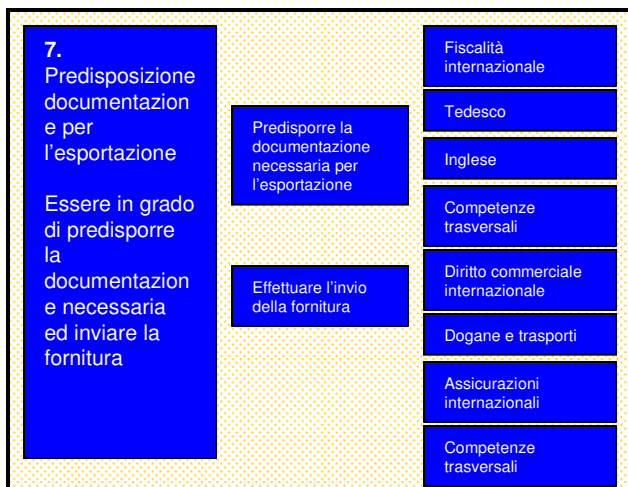 7.
Predisposizione
documentazion
e per
l'esportazione
Essere in grado
di predisporre
la
documentazion
e necessaria
ed inviare la
fornitura
Predisporre la
documentazione
necessaria per
l'esportazione
Effettuare l'invio
della fornitura
Fiscalità
internazionale
Tedesco
Inglese
Competenze
trasversali
Diritto commerciale
internazionale
Dogane e trasporti
Assicurazioni
internazionali
Competenze
trasversali